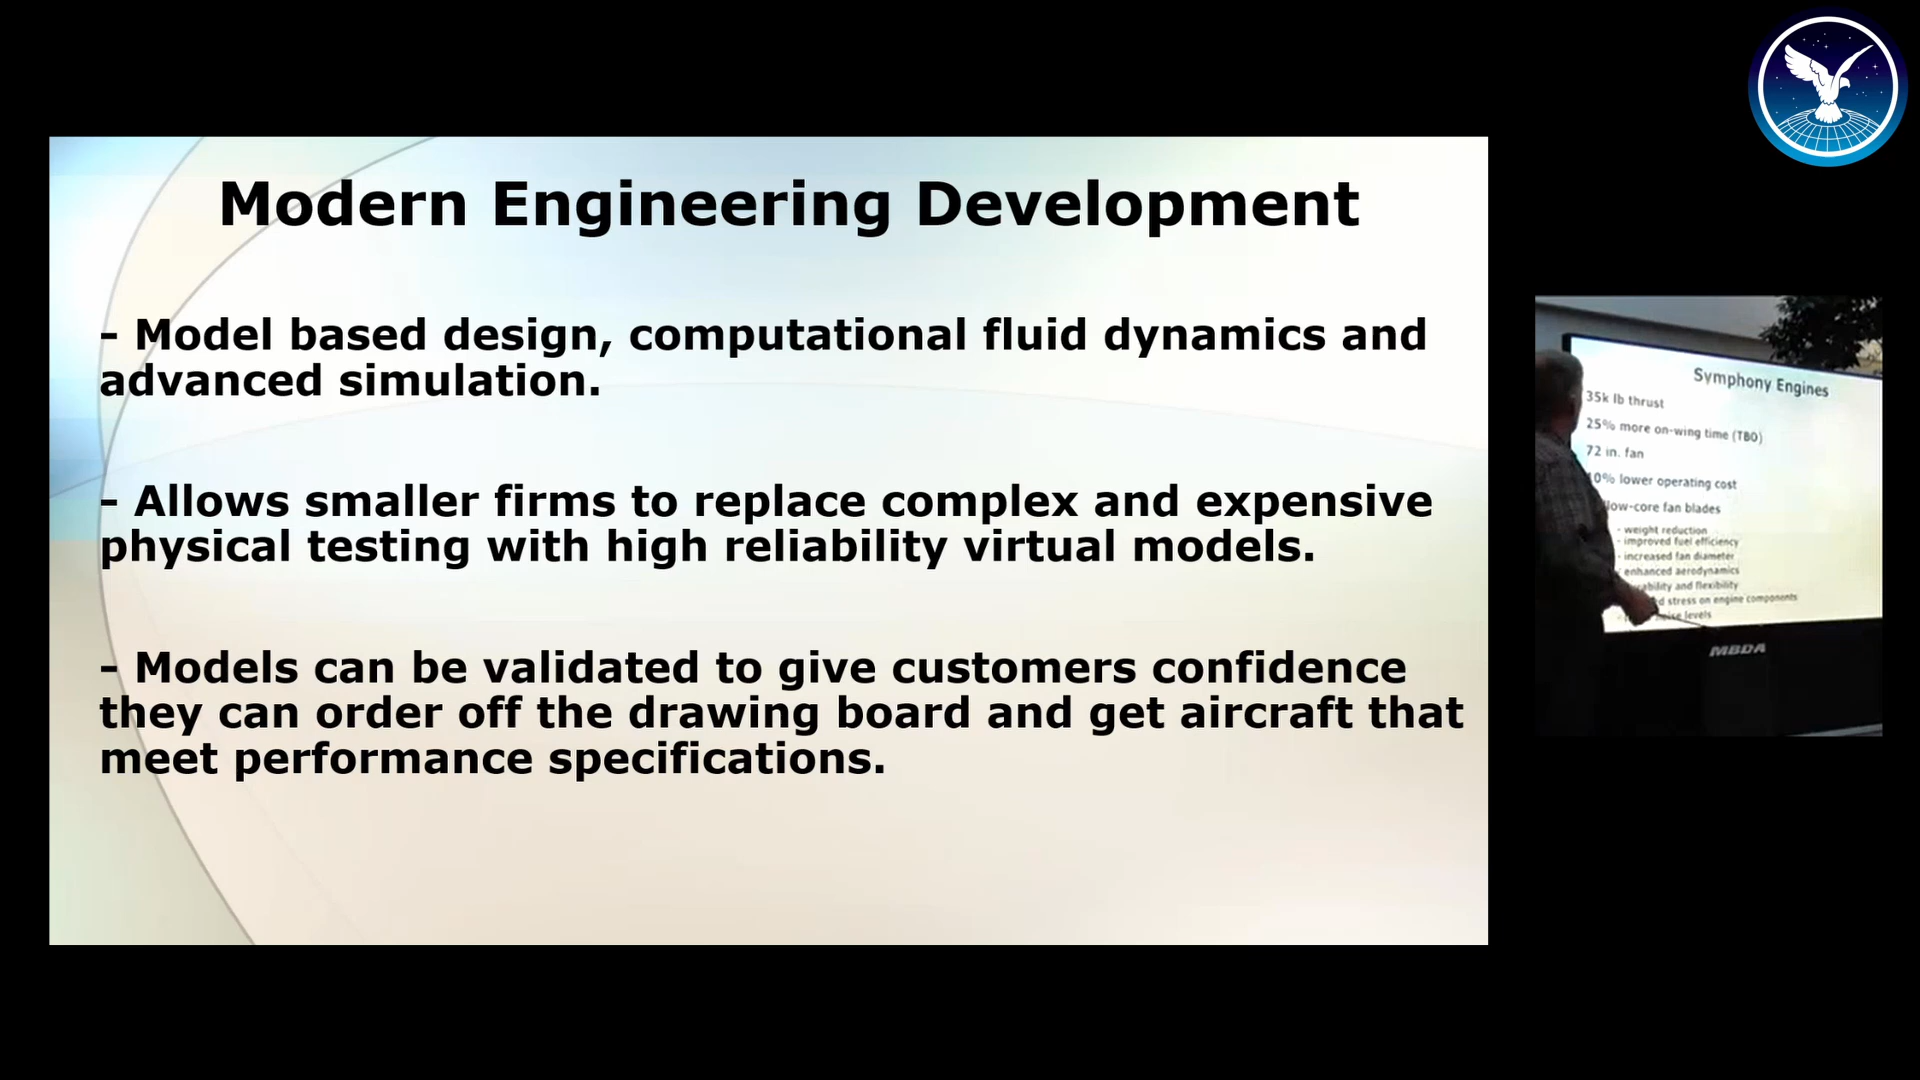 Modern Engineering Development
– Model based design, computational fluid dynamics and
advanced simulation.
– Allows smaller firms to replace complex and expensive
physical testing with high reliability virtual models.
– Models can be validated to give customers confidence
they can order off the drawing board and get aircraft that
meet performance specifications.
Symphony Engines
35k lb thrust
25% more on-wing time (TBO)
72 in. fan
0% lower operating cost
low-core fan blades
- weight reduction
- improved fuel efficiency
- increased fan diameter
- enhanced aerodynamics
and flexibility
stress on engine components
levels
MBDA